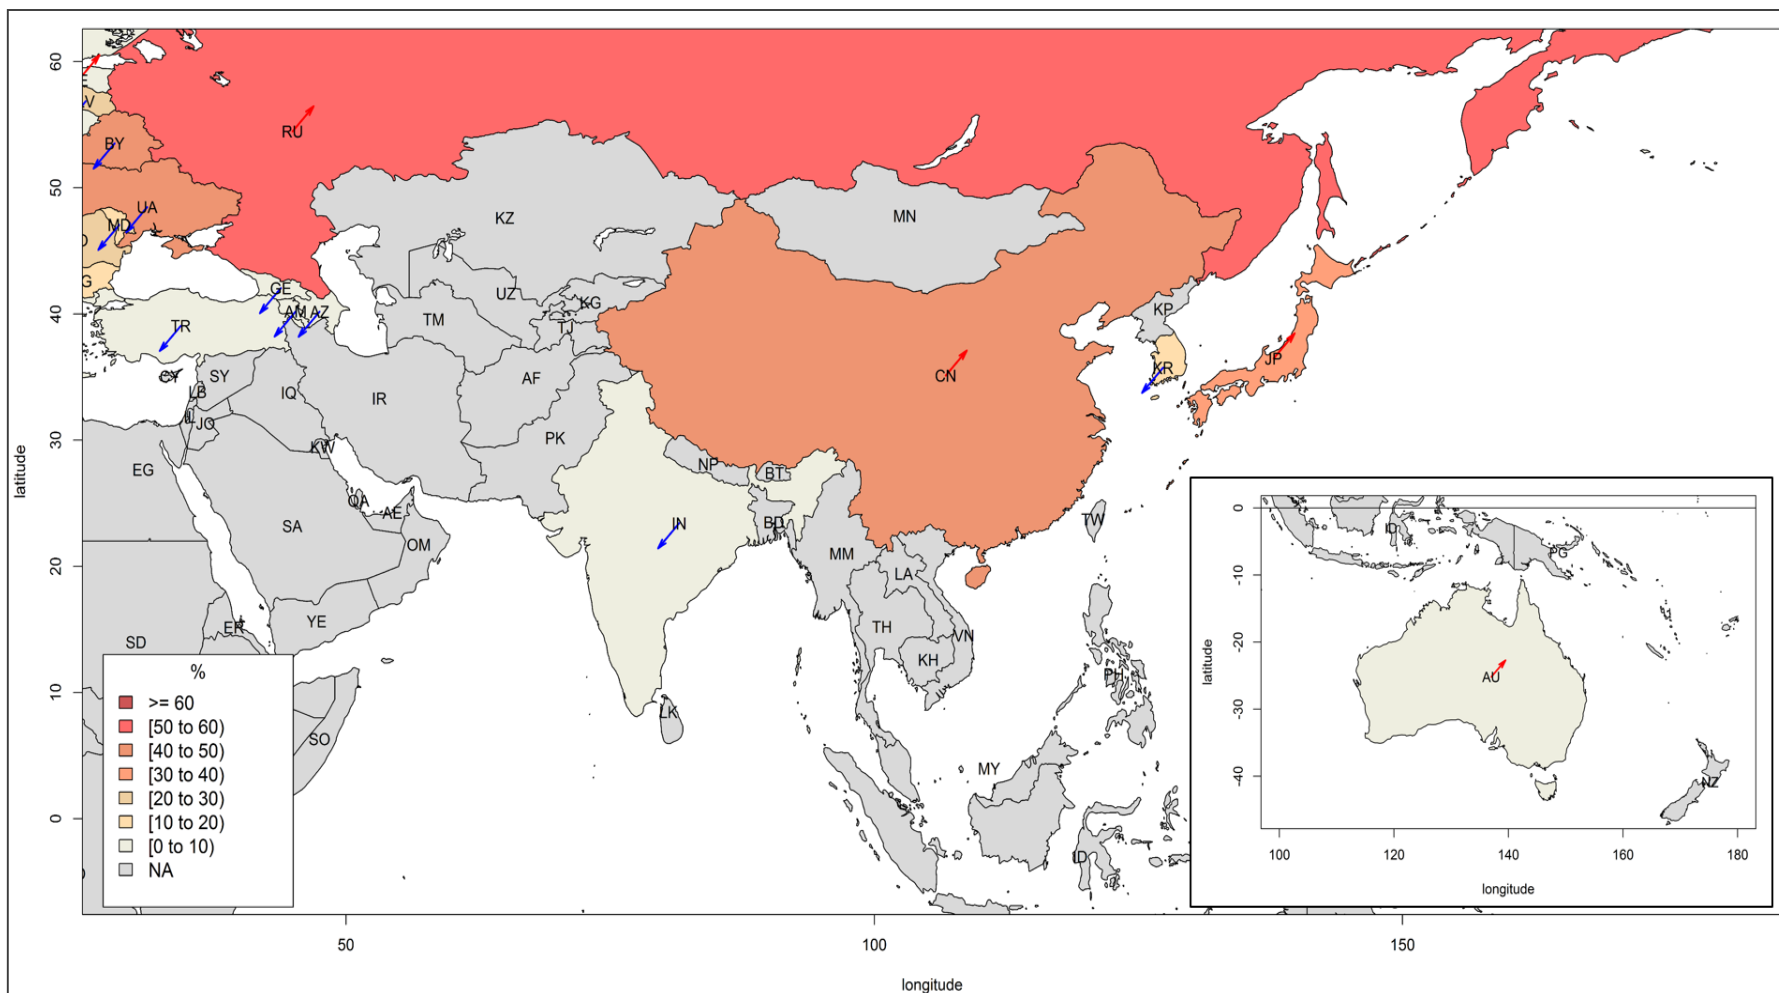 60
50
40
30
20
10
0
latitude
RU
BY
UA
MD
V
G
GE
AM
AZ
TR
CY
SY
LB
IL
JO
IQ
IR
KW
EG
QA
AE
SA
OM
YE
ER
SD
SO
KZ
UZ
KG
TM
TJ
AF
PK
MN
CN
KP
KR
JP
NP
BT
IN
BD
MM
LA
TH
VN
KH
LK
TW
PH
MY
ID
%
>= 60
[50 to 60)
[40 to 50)
[30 to 40)
[20 to 30)
[10 to 20)
[0 to 10)
NA
50
100
150
longitude
0
-10
-20
-30
-40
latitude
ID
PG
AU
NZ
100
120
140
160
180
longitude